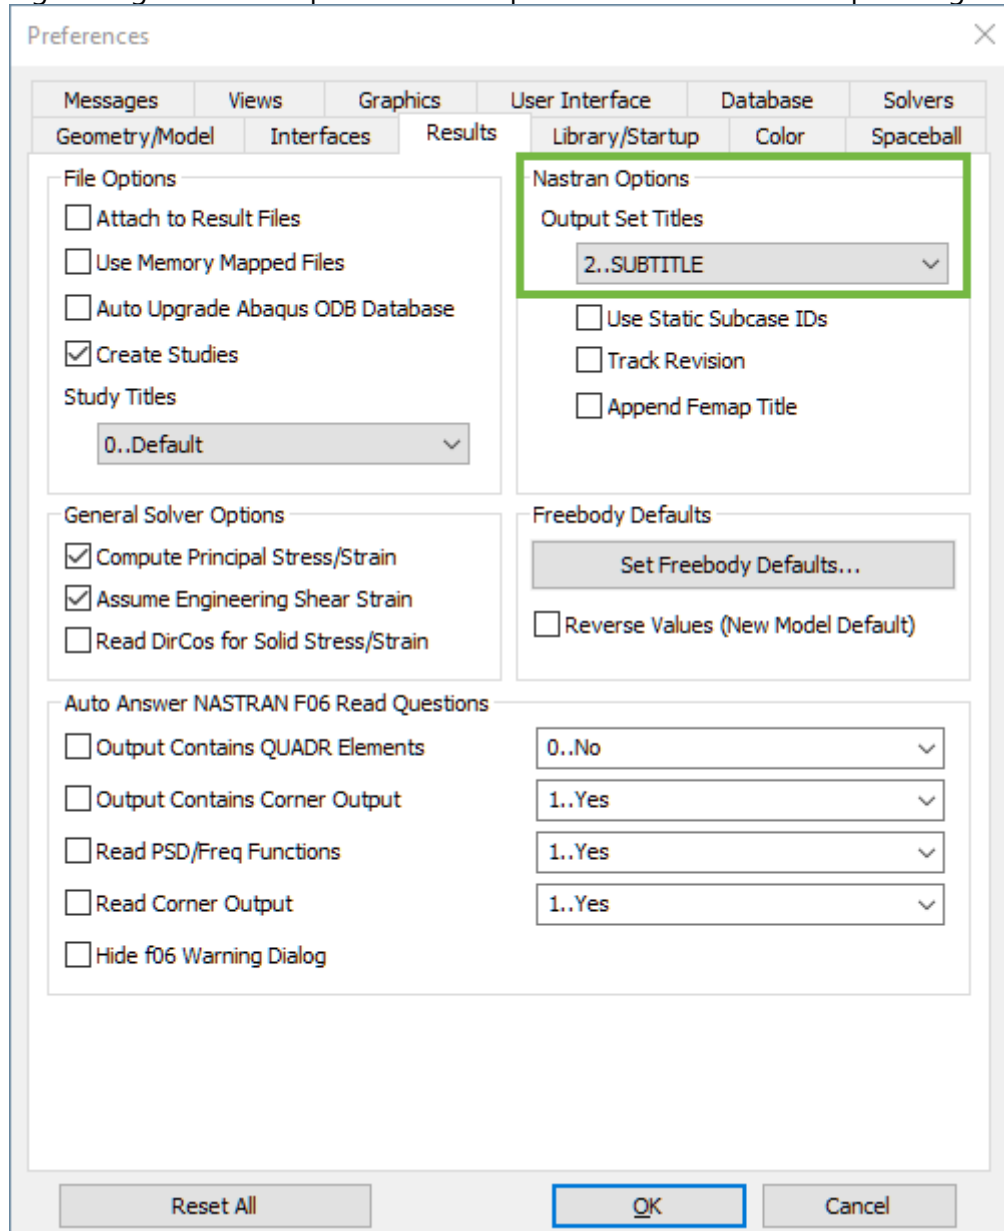 Preferences
Messages Views Graphics User Interface Database Solvers
Geometry/Model Interfaces Results Library/Startup Color Spaceball
File Options
Attach to Result Files
Use Memory Mapped Files
Auto Upgrade Abaqus ODB Database
Create Studies
Study Titles
0..Default
Nastran Options
Output Set Titles
2..SUBTITLE
Use Static Subcase IDs
Track Revision
Append Femap Title
General Solver Options
Compute Principal Stress/Strain
Assume Engineering Shear Strain
Read DirCos for Solid Stress/Strain
Freebody Defaults
Set Freebody Defaults...
Reverse Values (New Model Default)
Auto Answer NASTRAN F06 Read Questions
Output Contains QUADR Elements 0..No
Output Contains Corner Output 1..Yes
Read PSD/Freq Functions 1..Yes
Read Corner Output 1..Yes
Hide f06 Warning Dialog
Reset All OK Cancel